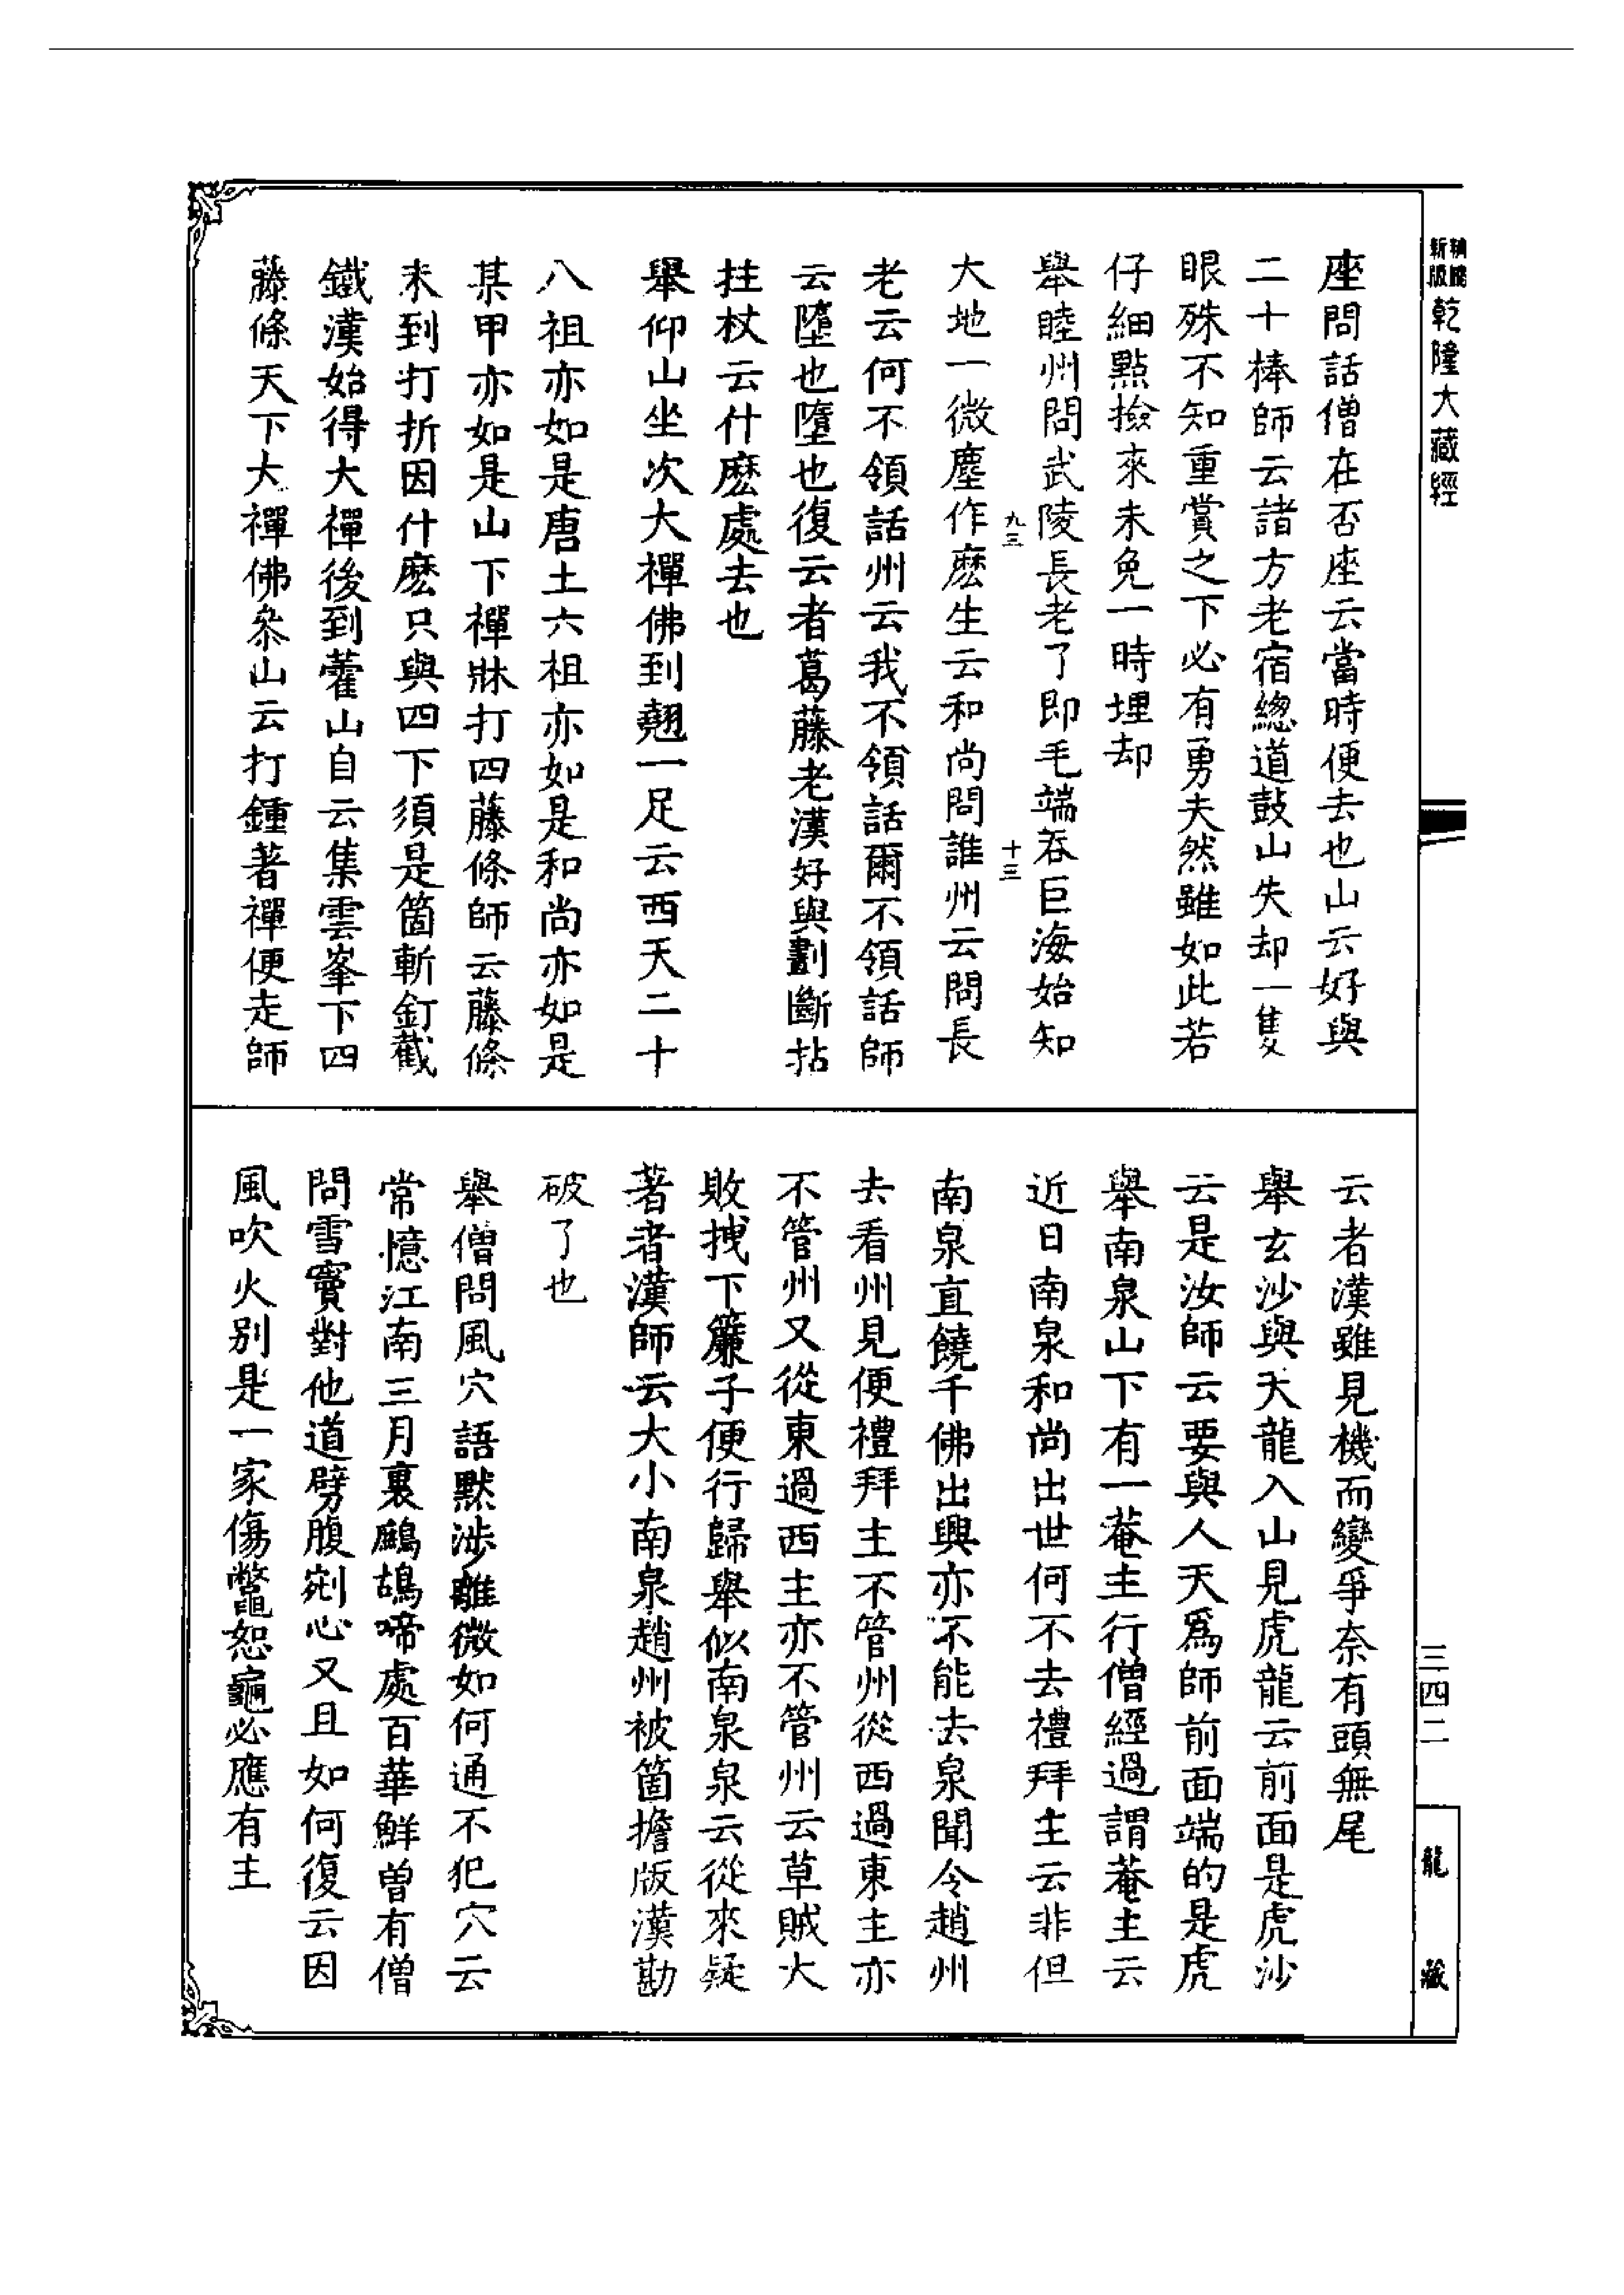 新版
乾隆大藏經
座問話僧在否座云當時便去也山云好與
二十棒師云諸方老宿緫道鼓山失却一隻
眼殊不知重賞之下必有勇夫然雖如此若
仔細點撿來未免一時埋却
舉睦州問武陵長老了即毛端吞巨海始知
九三
十三
大地一微塵作麽生云和尚問誰州云問長
老云何不領話州云我不領話爾不領話師
云墮也墮也復云者葛藤老漢好與劃斷拈
拄杖云什麽處去也
舉仰山坐次大禪佛到翹一足云西天二十
八祖亦如是唐土六祖亦如是和尚亦如是
某甲亦如是山下禪牀打四藤條師云藤條
未到打折因什麽只與四下須是箇斬釘截
鐵漢始得大禪後到藿山自云集雲峯下四
藤條天下大禪佛叅山云打鍾著禪便走師
云者漢雖見機而變爭奈有頭無尾
舉玄沙與天龍入山見虎龍云前面是虎沙
云是汝師云要與人天爲師前面端的是虎
舉南泉山下有一菴主行僧經過謂菴主云
近日南泉和尚出世何不去禮拜主云非但
南泉直饒千佛出興亦不能去泉聞令趙州
去看州見便禮拜主不管州從西過東主亦
不管州又從東過西主亦不管州云草賊大
敗拽下簾子便行歸舉似南泉泉云從來疑
著者漢師云大小南泉趙州被箇擔版漢勘
破了也
舉僧問風穴語默涉離微如何通不犯穴云
常憶江南三月裏鷓鴣啼處百華鮮曾有僧
問雪竇對他道劈腹剜心又且如何復云因
風吹火别是一家傷鼈恕龜必應有主
三四二
龍藏